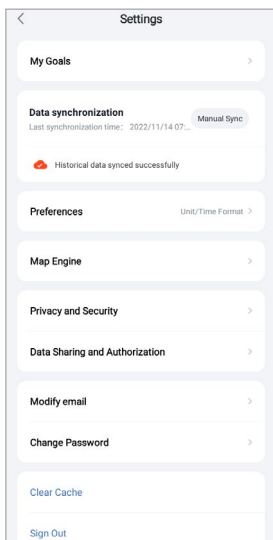 Settings
My Goals
Data synchronization
Manual Sync
Last synchronization time: 2022/11/14 07:...
Historical data synced successfully
Preferences Unit/Time Format
Map Engine
Privacy and Security
Data Sharing and Authorization
Modify email
Change Password
Clear Cache
Sign Out